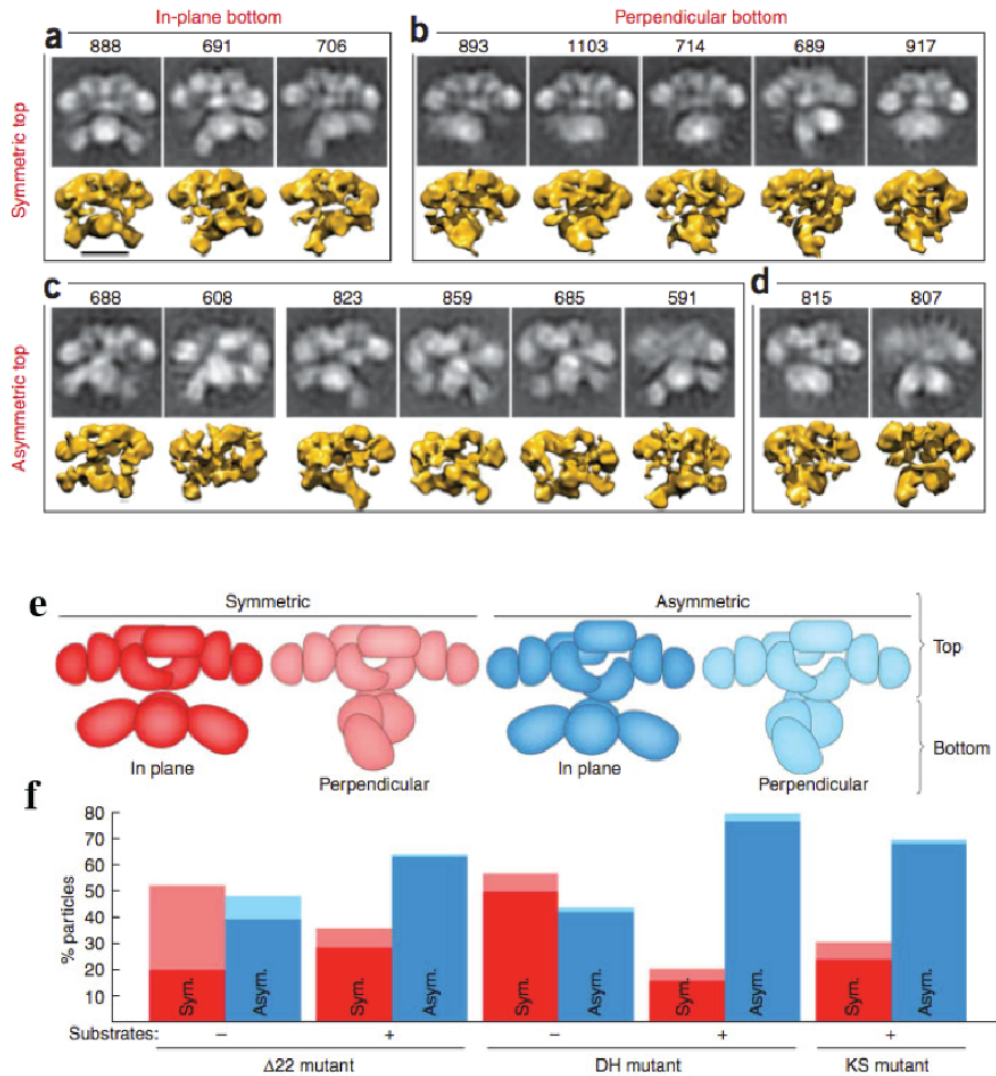 In-plane bottom
Perpendicular bottom
a
888 691 706
b
893 1103 714 689 917
Symmetric top
c
688 608 823 859 685 591
d
815 807
Asymmetric top
e
Symmetric
Asymmetric
Top
Bottom
In plane
Perpendicular
In plane
Perpendicular
f
80
70
60
50
40
30
20
10
% particles
Sym. Asym. Sym. Asym. Sym. Asym. Sym. Asym. Sym. Asym.
Substrates: – + – + +
Δ22 mutant DH mutant KS mutant